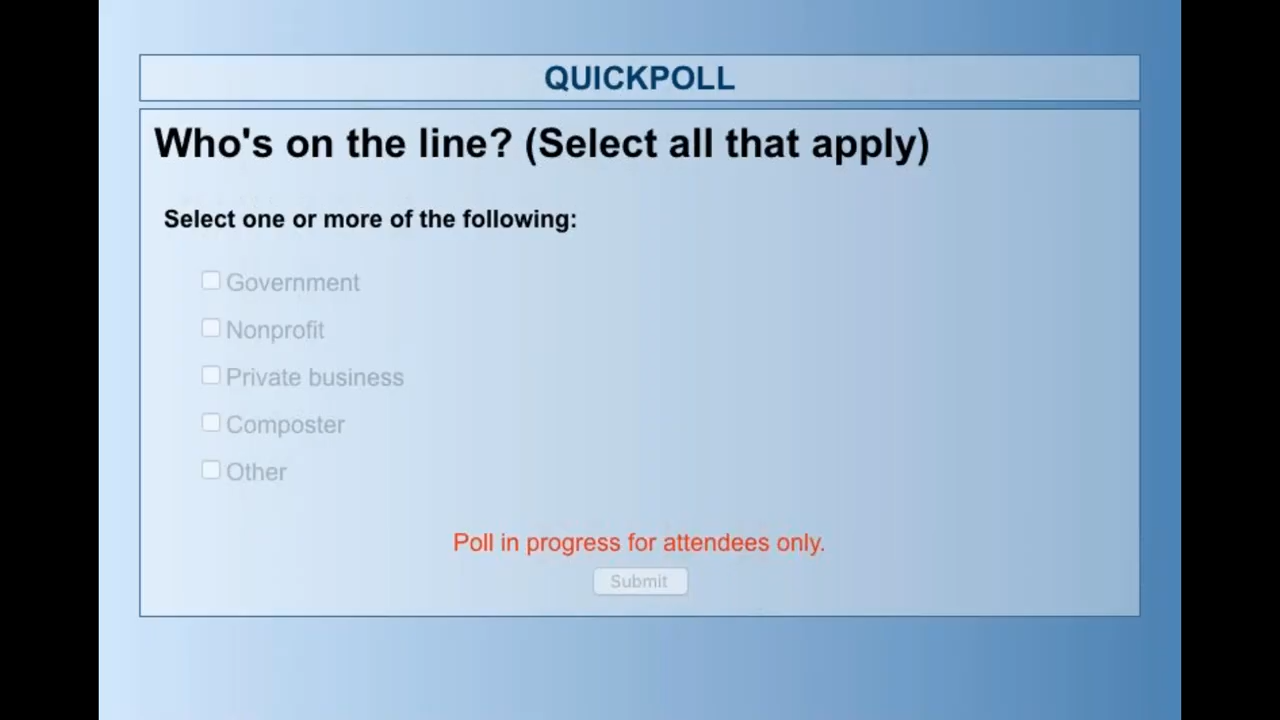 QUICKPOLL
Who's on the line? (Select all that apply)
Select one or more of the following:
Government
Nonprofit
Private business
Composter
Other
Poll in progress for attendees only.
Submit